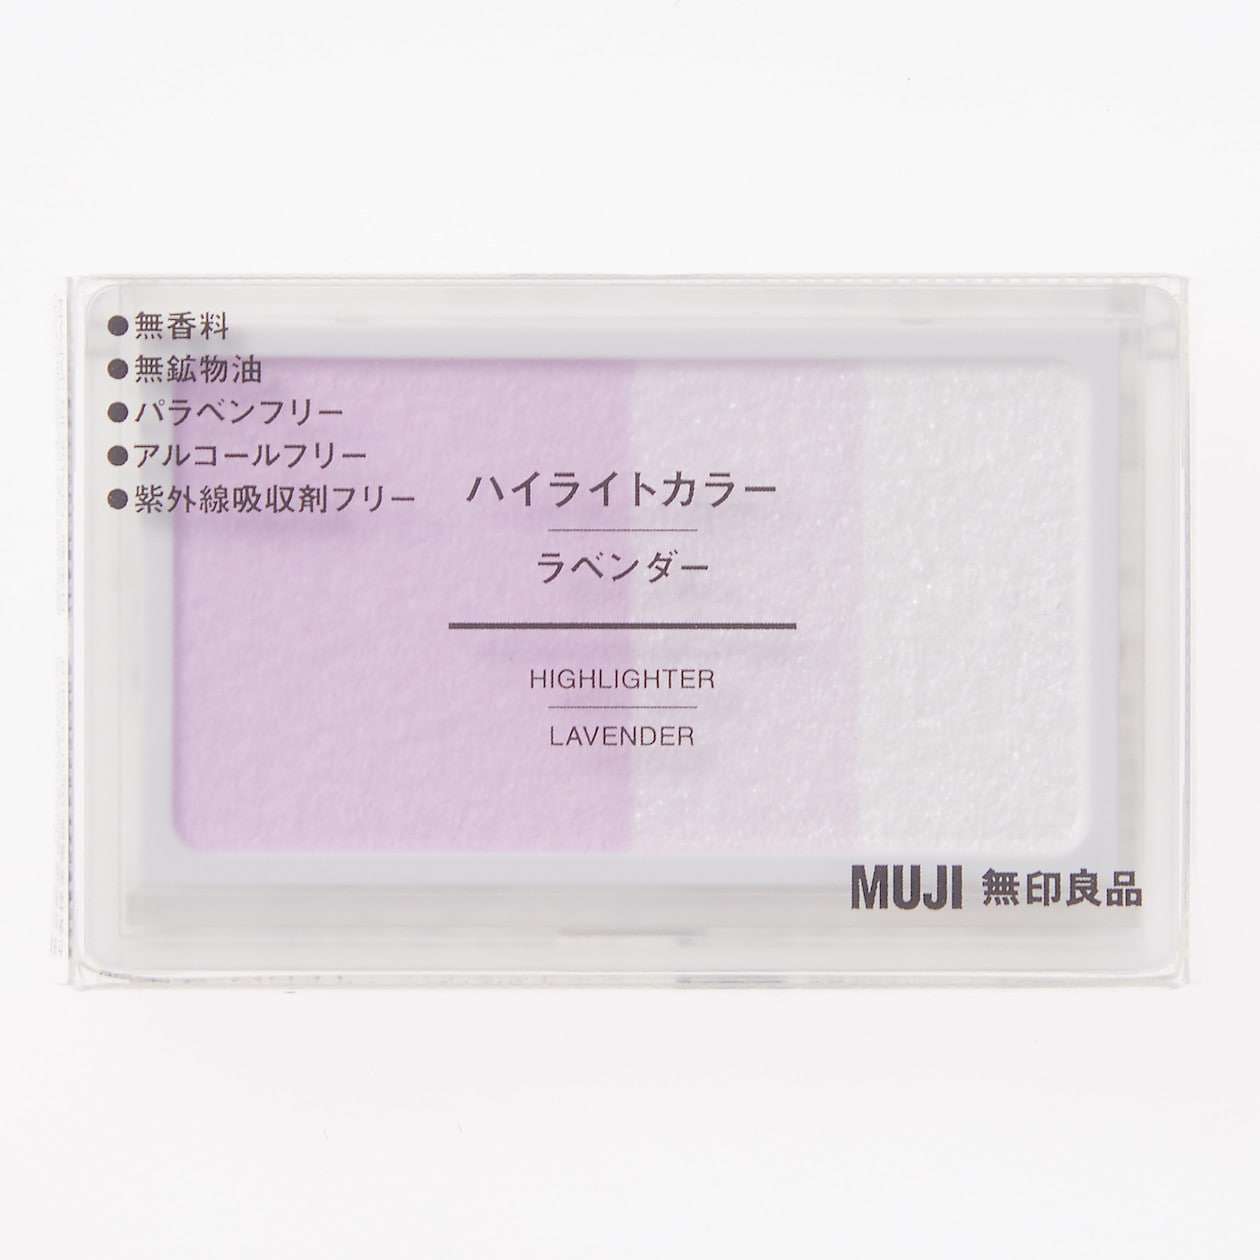 ●無香料
●無鉱物油
●パラベンフリー
●アルコールフリー
●紫外線吸収剤フリー
ハイライトカラー
ラベンダー
HIGHLIGHTER
LAVENDER
MUJI 無印良品